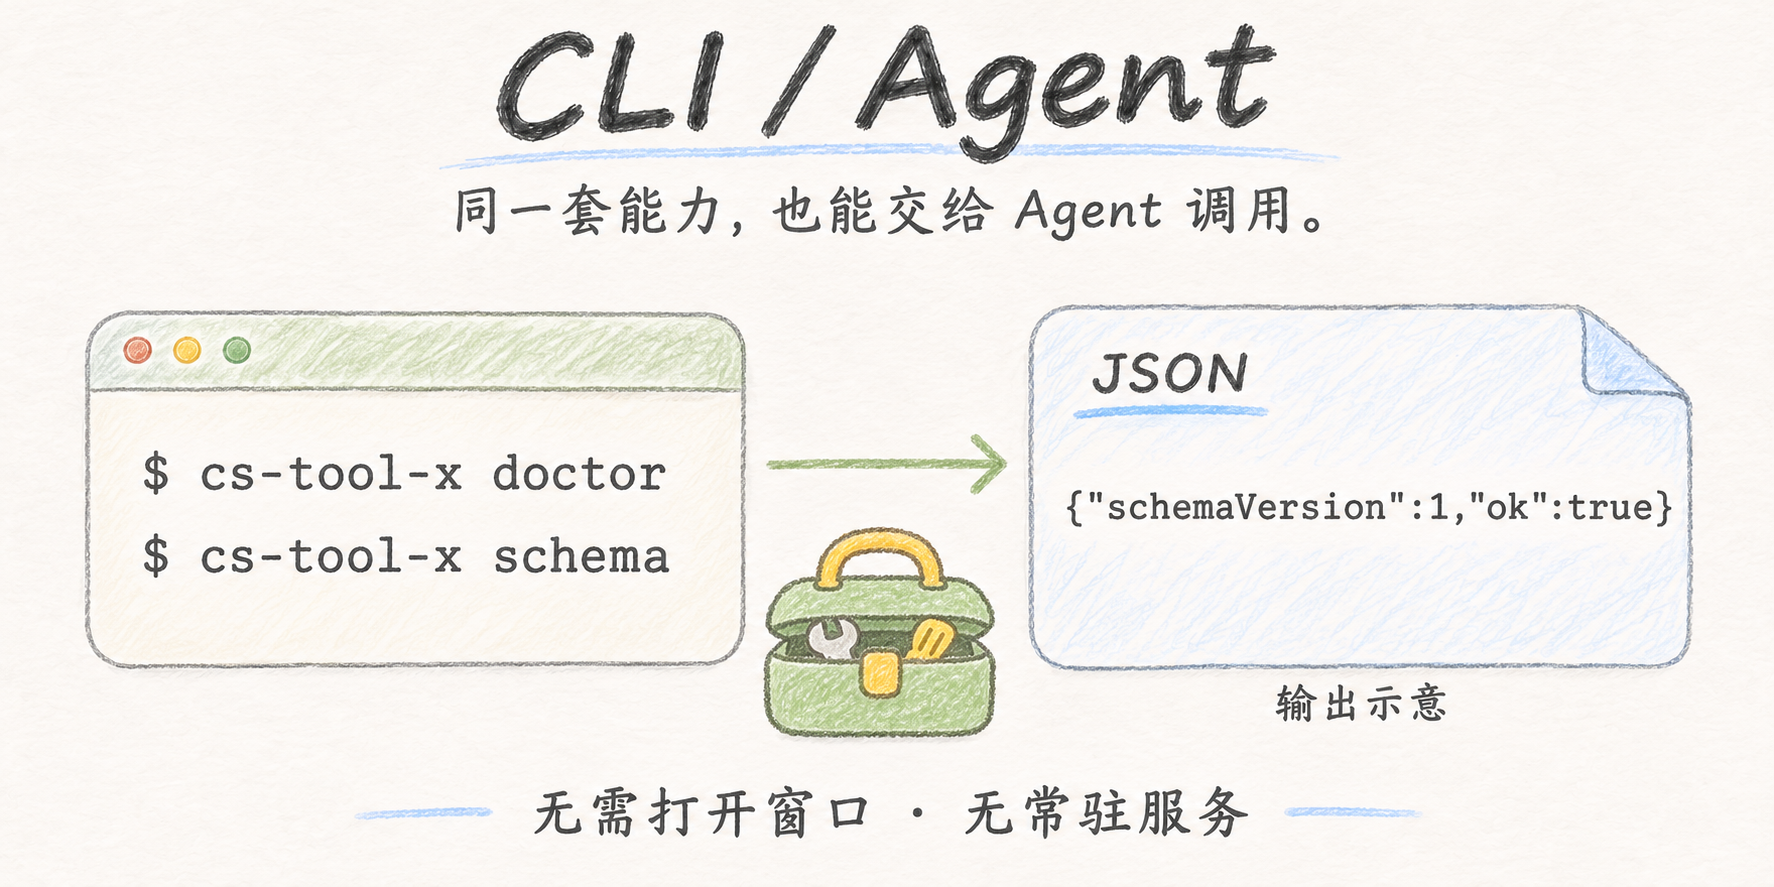 CLI / Agent
同一套能力, 也能交给 Agent 调用。
$ cs-tool-x doctor
$ cs-tool-x schema
JSON
{"schemaVersion":1,"ok":true}
输出示意
无需打开窗口 · 无常驻服务